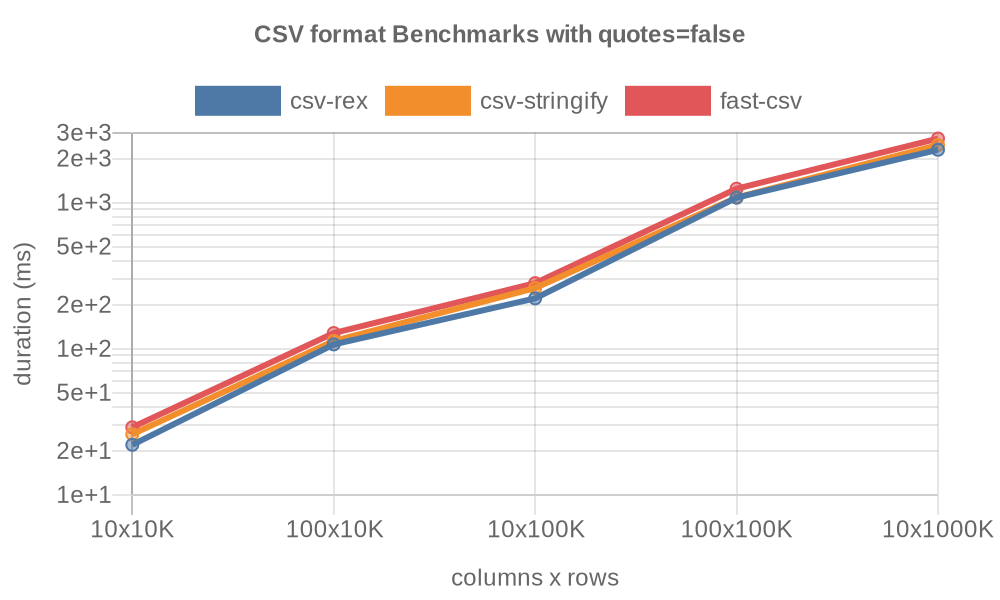 CSV format Benchmarks with quotes=false
csv-rex csv-stringify fast-csv
3e+3
2e+3
1e+3
5e+2
2e+2
1e+2
5e+1
2e+1
1e+1
duration (ms)
10x10K 100x10K 10x100K 100x100K 10x1000K
columns x rows